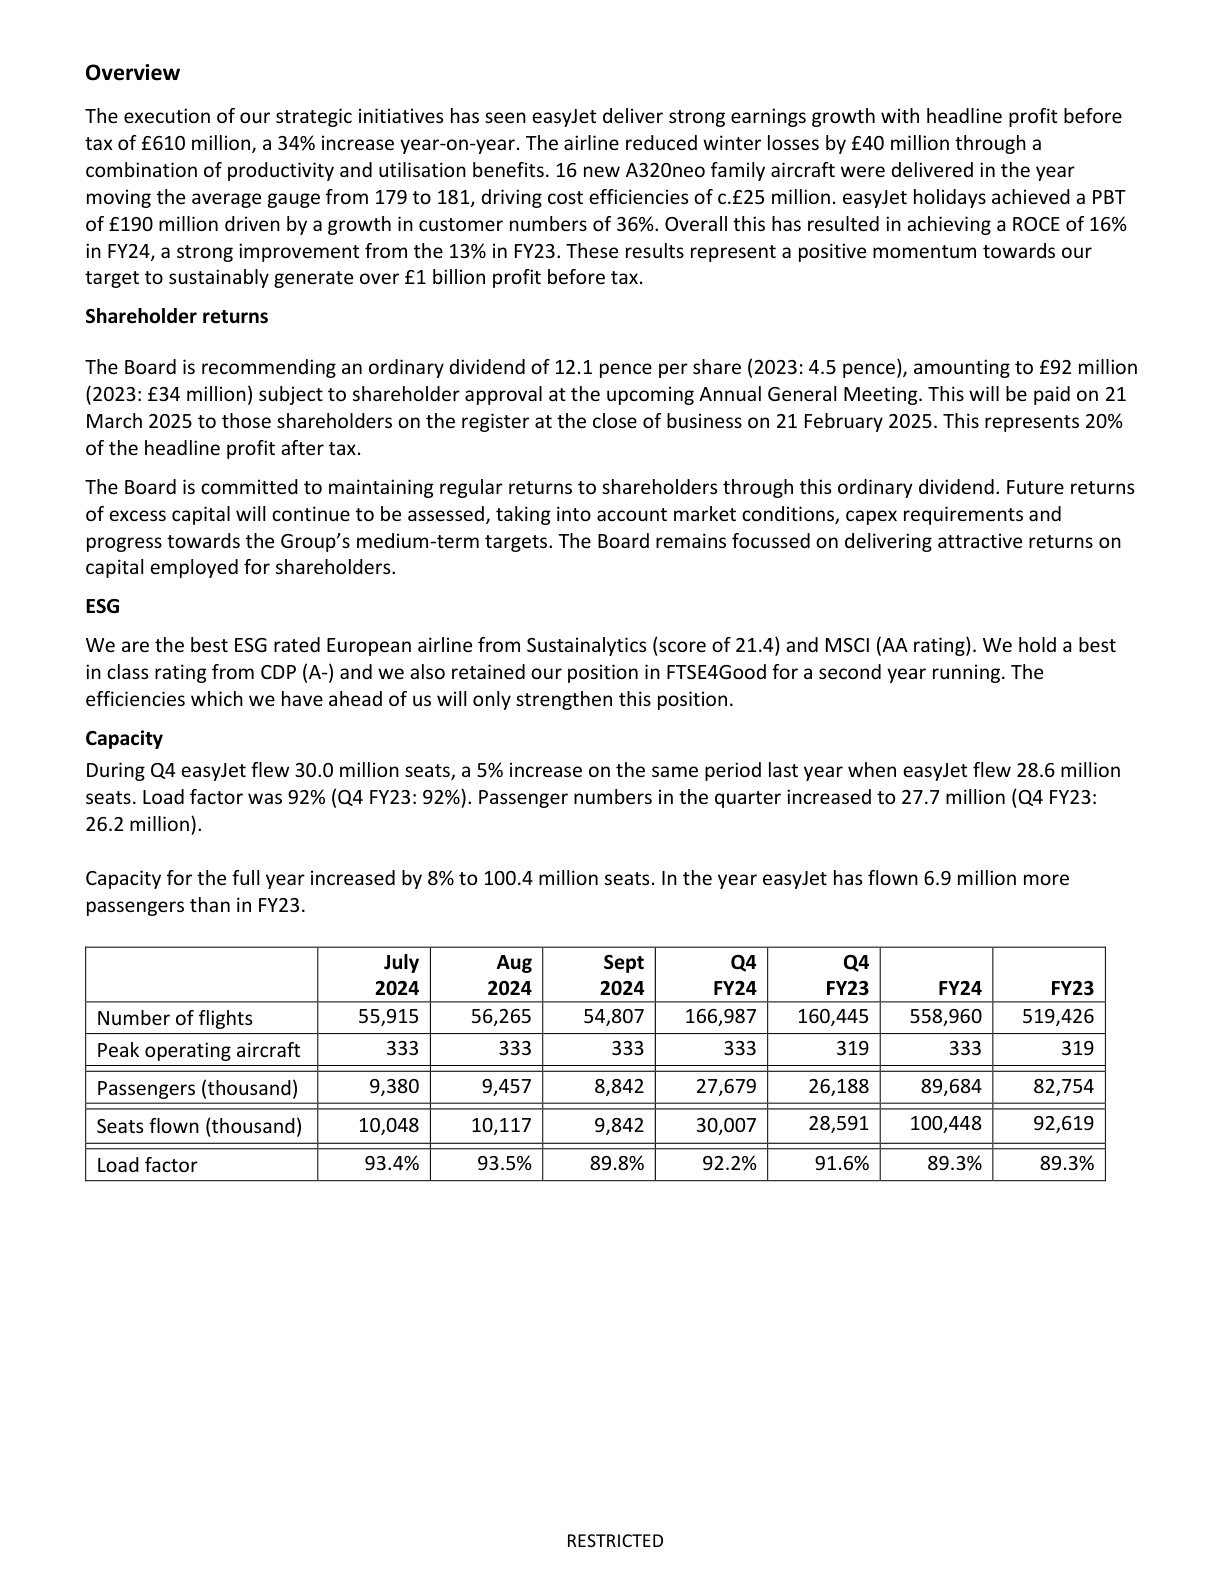 Overview
The execution of our strategic initiatives has seen easyJet deliver strong earnings growth with headline profit before
tax of £610 million, a 34% increase year-on-year. The airline reduced winter losses by £40 million through a
combination of productivity and utilisation benefits. 16 new A320neo family aircraft were delivered in the year
moving the average gauge from 179 to 181, driving cost efficiencies of c.£25 million. easyJet holidays achieved a PBT
of £190 million driven by a growth in customer numbers of 36%. Overall this has resulted in achieving a ROCE of 16%
in FY24, a strong improvement from the 13% in FY23. These results represent a positive momentum towards our
target to sustainably generate over £1 billion profit before tax.
Shareholder returns
The Board is recommending an ordinary dividend of 12.1 pence per share (2023: 4.5 pence), amounting to £92 million
(2023: £34 million) subject to shareholder approval at the upcoming Annual General Meeting. This will be paid on 21
March 2025 to those shareholders on the register at the close of business on 21 February 2025. This represents 20%
of the headline profit after tax.
The Board is committed to maintaining regular returns to shareholders through this ordinary dividend. Future returns
of excess capital will continue to be assessed, taking into account market conditions, capex requirements and
progress towards the Group’s medium-term targets. The Board remains focussed on delivering attractive returns on
capital employed for shareholders.
ESG
We are the best ESG rated European airline from Sustainalytics (score of 21.4) and MSCI (AA rating). We hold a best
in class rating from CDP (A-) and we also retained our position in FTSE4Good for a second year running. The
efficiencies which we have ahead of us will only strengthen this position.
Capacity
During Q4 easyJet flew 30.0 million seats, a 5% increase on the same period last year when easyJet flew 28.6 million
seats. Load factor was 92% (Q4 FY23: 92%). Passenger numbers in the quarter increased to 27.7 million (Q4 FY23:
26.2 million).
Capacity for the full year increased by 8% to 100.4 million seats. In the year easyJet has flown 6.9 million more
passengers than in FY23.
July Aug Sept Q4 Q4
2024 2024 2024 FY24 FY23 FY24 FY23
Number of flights 55,915 56,265 54,807 166,987 160,445 558,960 519,426
Peak operating aircraft 333 333 333 333 319 333 319
Passengers (thousand) 9,380 9,457 8,842 27,679 26,188 89,684 82,754
Seats flown (thousand) 10,048 10,117 9,842 30,007 28,591 100,448 92,619
Load factor 93.4% 93.5% 89.8% 92.2% 91.6% 89.3% 89.3%
RESTRICTED